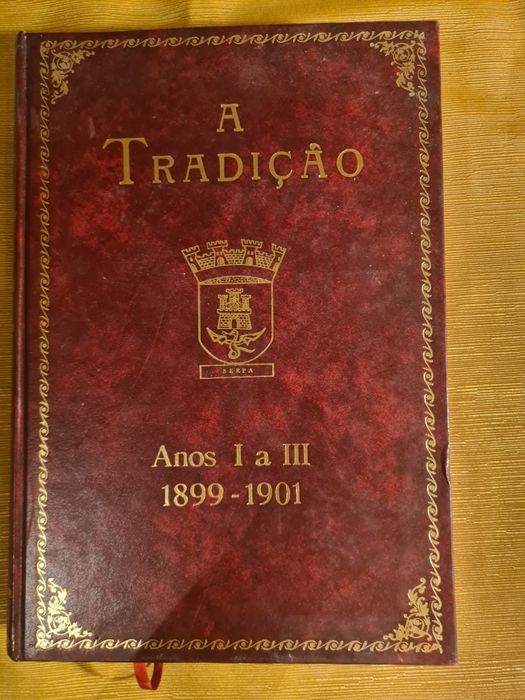 A
TRADIÇÃO
SERPA
Anos I a III
1899-1901